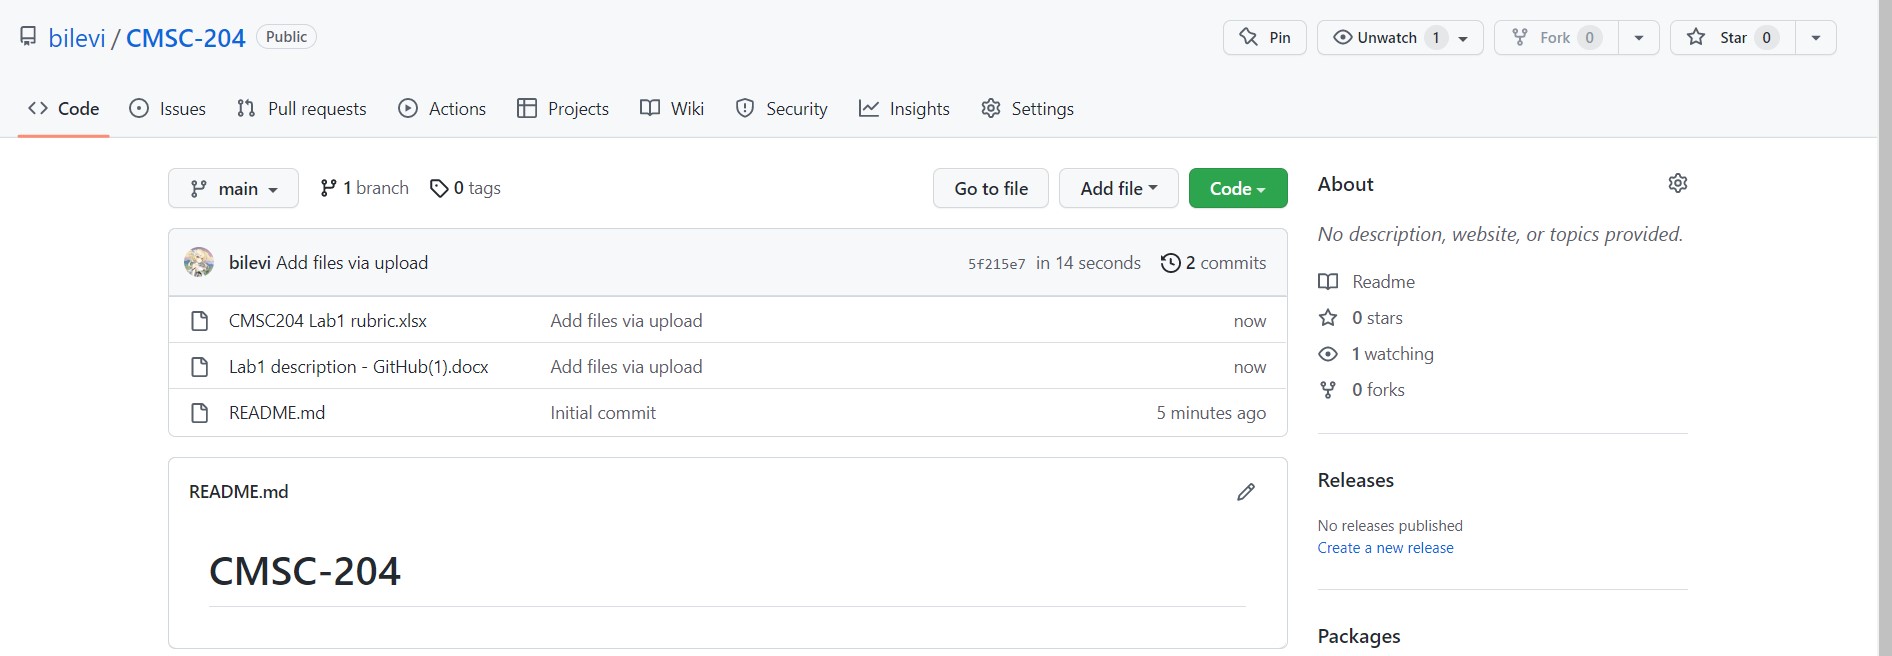 bilevi / CMSC-204 Public
Pin
Unwatch 1
Fork 0
Star 0
Code
Issues
Pull requests
Actions
Projects
Wiki
Security
Insights
Settings
main
1 branch
0 tags
Go to file
Add file
Code
bilevi Add files via upload
5f215e7 in 14 seconds
2 commits
CMSC204 Lab1 rubric.xlsx Add files via upload now
Lab1 description - GitHub(1).docx Add files via upload now
README.md Initial commit 5 minutes ago
README.md
CMSC-204
About
No description, website, or topics provided.
Readme
0 stars
1 watching
0 forks
Releases
No releases published
Create a new release
Packages